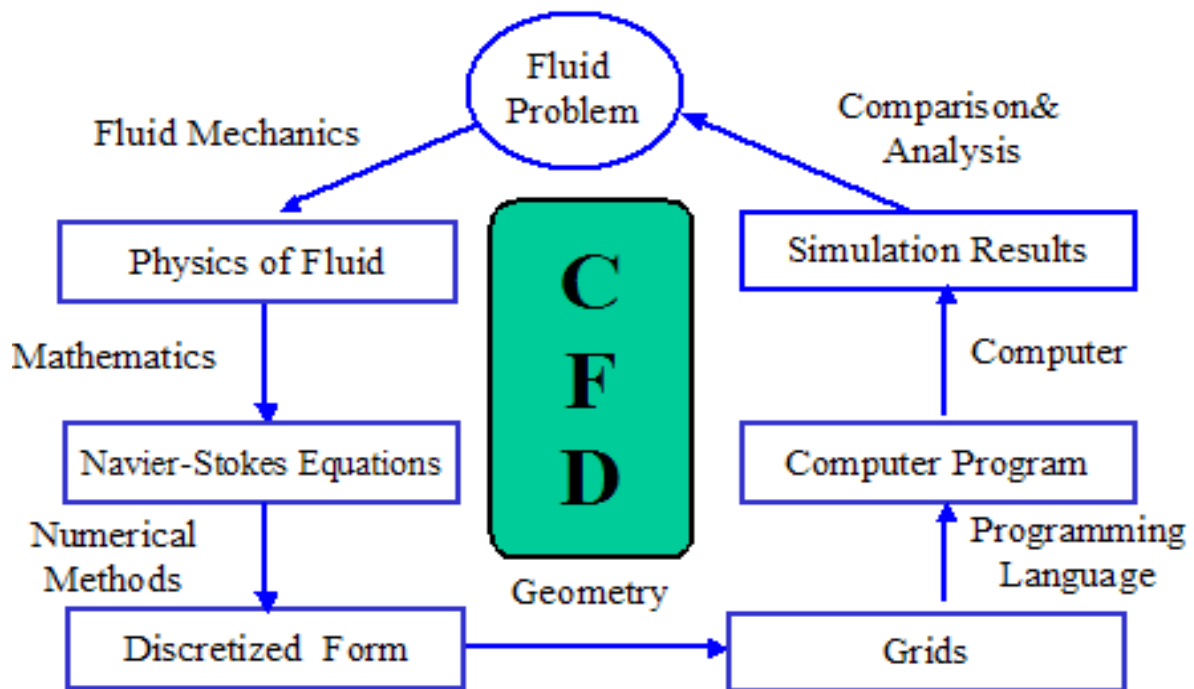 Fluid
Problem
Fluid Mechanics
Comparison&
Analysis
Physics of Fluid
C
F
D
Simulation Results
Mathematics
Computer
Navier-Stokes Equations
Computer Program
Numerical
Methods
Programming
Language
Geometry
Discretized Form
Grids